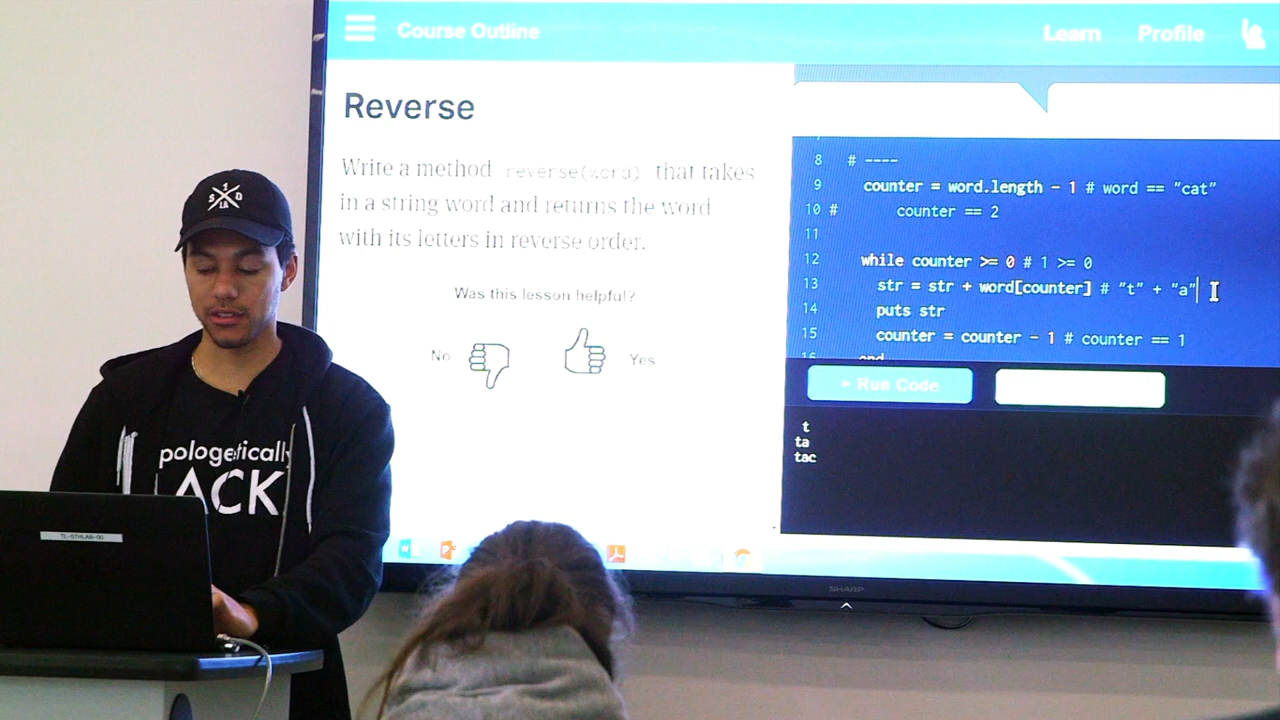 Course Outline
Learn Profile
Reverse
Write a method reverse(word) that takes
in a string word and returns the word
with its letters in reverse order.
Was this lesson helpful?
No
Yes
8 # ----
9 counter = word.length - 1 # word == "cat"
10 # counter == 2
11
12 while counter >= 0 # 1 >= 0
13 str = str + word[counter] # "t" + "a"
14 puts str
15 counter = counter - 1 # counter == 1
16 end
Run Code
t
ta
tac
SHARP
pologetically
ACK